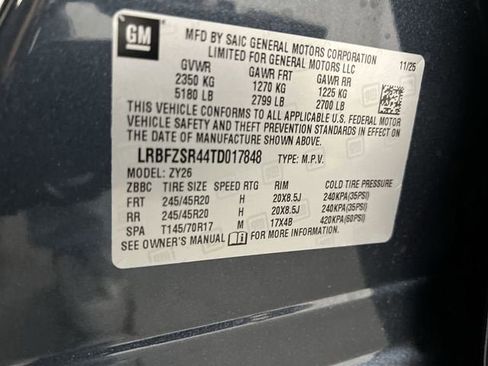 GM
MFD BY SAIC GENERAL MOTORS CORPORATION
LIMITED FOR GENERAL MOTORS LLC 11/25
GVWR GAWR FRT GAWR RR
2350 KG 1270 KG 1225 KG
5180 LB 2799 LB 2700 LB
THIS VEHICLE CONFORMS TO ALL APPLICABLE U.S. FEDERAL MOTOR
VEHICLE SAFETY AND THEFT PREVENTION STANDARDS IN EFFECT ON
THE DATE OF MANUFACTURE SHOWN ABOVE.
LRBFZSR44TD017848 TYPE: M.P.V.
MODEL: ZY26
ZBBC TIRE SIZE SPEED RTG RIM COLD TIRE PRESSURE
FRT 245/45R20 H 20X8.5J 240KPA(35PSI)
RR 245/45R20 H 20X8.5J 240KPA(35PSI)
SPA T145/70R17 M 17X4B 420KPA(60PSI)
SEE OWNER'S MANUAL FOR MORE INFORMATION.